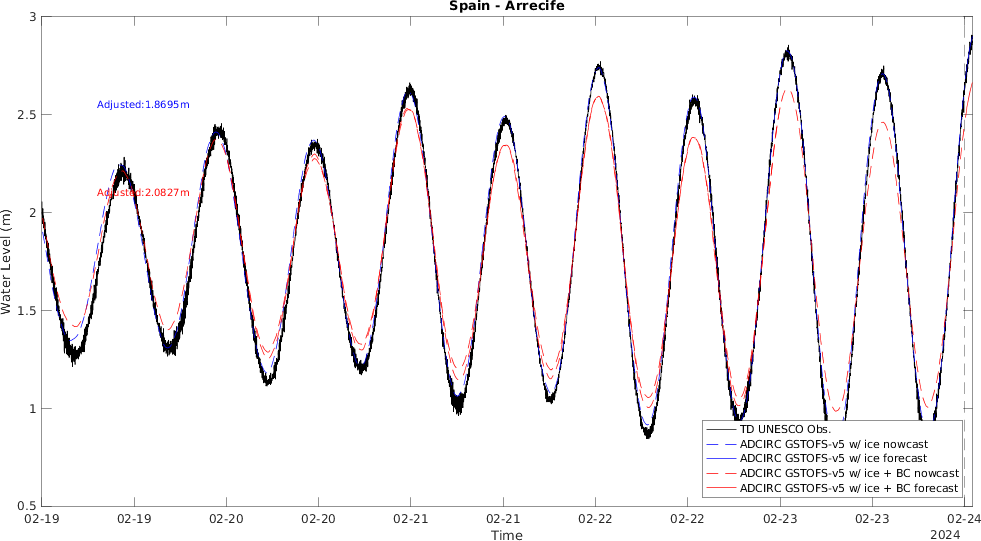 Spain - Arrecife
3
2.5
2
1.5
1
0.5
Water Level (m)
Adjusted:1.8695m
Adjusted:2.0827m
TD UNESCO Obs.
ADCIRC GSTOFS-v5 w/ ice nowcast
ADCIRC GSTOFS-v5 w/ ice forecast
ADCIRC GSTOFS-v5 w/ ice + BC nowcast
ADCIRC GSTOFS-v5 w/ ice + BC forecast
02-19 02-19 02-20 02-20 02-21 02-21 02-22 02-22 02-23 02-23 02-24
2024
Time